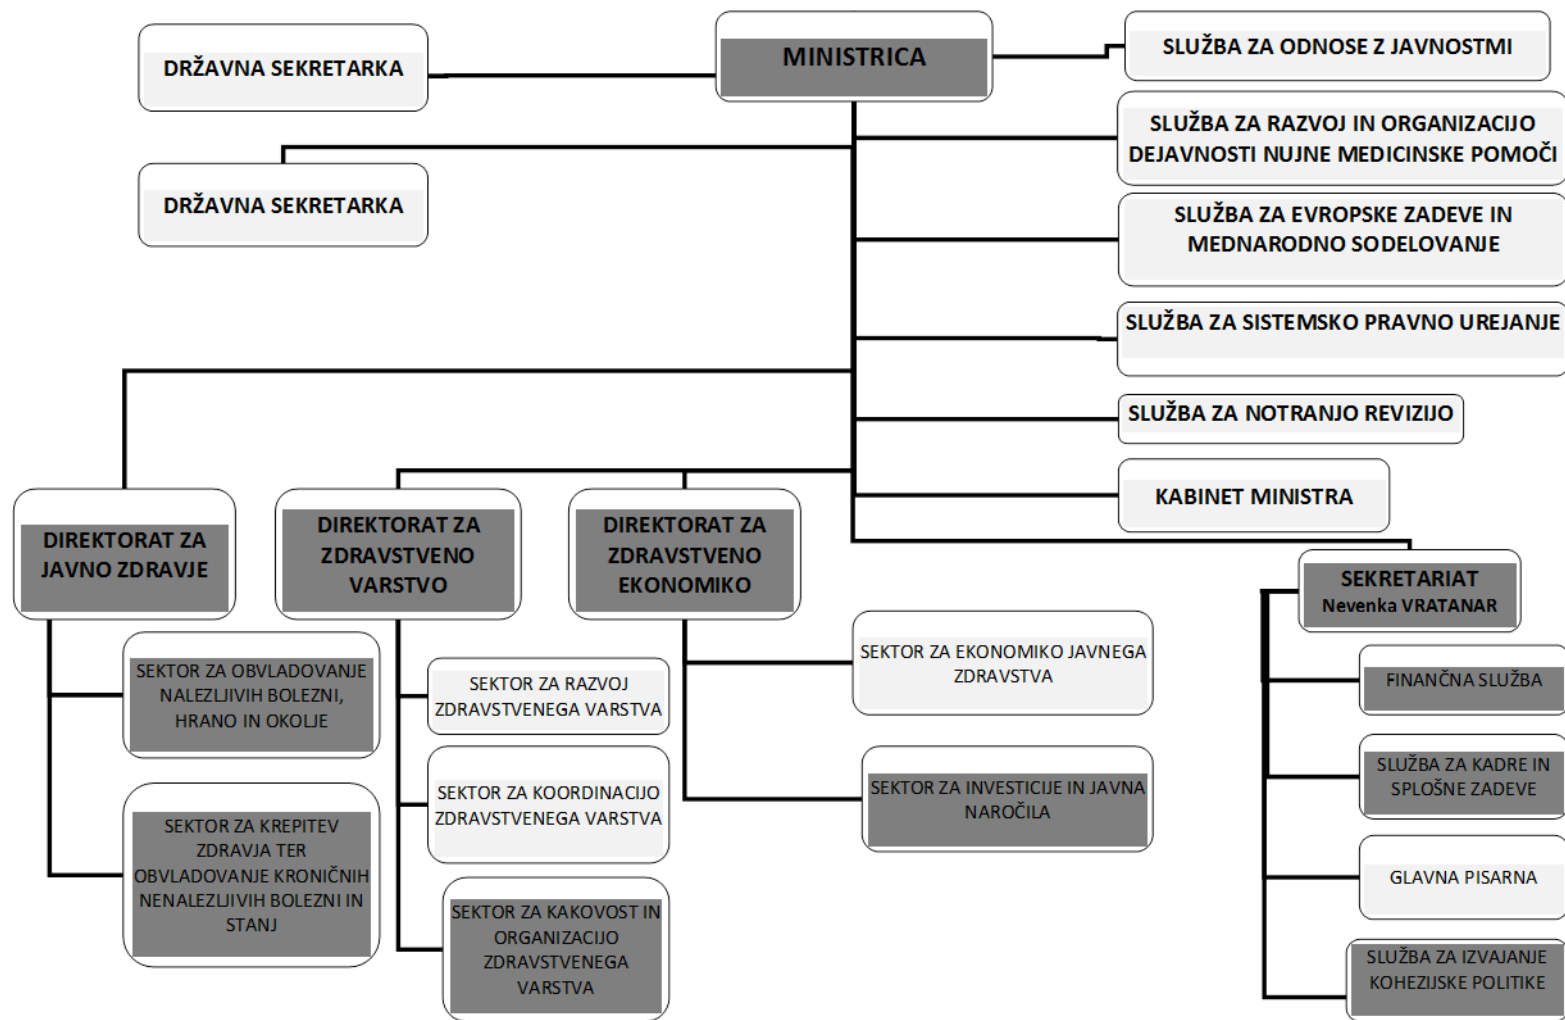 MINISTRICA
DRŽAVNA SEKRETARKA
DRŽAVNA SEKRETARKA
SLUŽBA ZA ODNOSE Z JAVNOSTMI
SLUŽBA ZA RAZVOJ IN ORGANIZACIJO
DEJAVNOSTI NUJNE MEDICINSKE POMOČI
SLUŽBA ZA EVROPSKE ZADEVE IN
MEDNARODNO SODELOVANJE
SLUŽBA ZA SISTEMSKO PRAVNO UREJANJE
SLUŽBA ZA NOTRANJO REVIZIJO
KABINET MINISTRA
DIREKTORAT ZA
JAVNO ZDRAVJE
SEKTOR ZA OBVLADOVANJE
NALEZLJIVIH BOLEZNI,
HRANO IN OKOLJE
SEKTOR ZA KREPITEV
ZDRAVJA TER
OBVLADOVANJE KRONIČNIH
NENALEZLJIVIH BOLEZNI IN
STANJ
DIREKTORAT ZA
ZDRAVSTVENO
VARSTVO
SEKTOR ZA RAZVOJ
ZDRAVSTVENEGA VARSTVA
SEKTOR ZA KOORDINACIJO
ZDRAVSTVENEGA VARSTVA
SEKTOR ZA KAKOVOST IN
ORGANIZACIJO
ZDRAVSTVENEGA
VARSTVA
DIREKTORAT ZA
ZDRAVSTVENO
EKONOMIKO
SEKTOR ZA EKONOMIKO JAVNEGA
ZDRAVSTVA
SEKTOR ZA INVESTICIJE IN JAVNA
NAROČILA
SEKRETARIAT
Nevenka VRATANAR
FINANČNA SLUŽBA
SLUŽBA ZA KADRE IN
SPLOŠNE ZADEVE
GLAVNA PISARNA
SLUŽBA ZA IZVAJANJE
KOHEZIJSKE POLITIKE